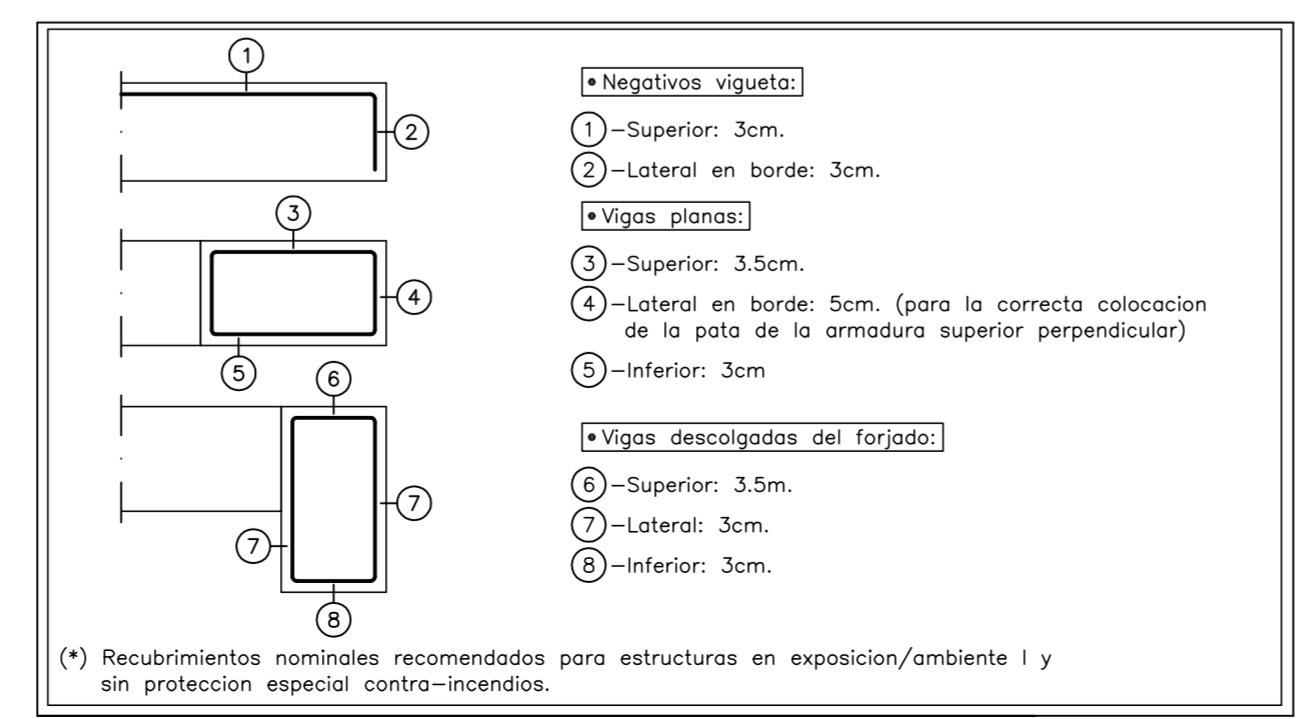 1
2
• Negativos vigueta:
1 –Superior: 3cm.
2 –Lateral en borde: 3cm.
3
4
5
• Vigas planas:
3 –Superior: 3.5cm.
4 –Lateral en borde: 5cm. (para la correcta colocacion
de la pata de la armadura superior perpendicular)
5 –Inferior: 3cm
6
7
7
8
• Vigas descolgadas del forjado:
6 –Superior: 3.5m.
7 –Lateral: 3cm.
8 –Inferior: 3cm.
(*) Recubrimientos nominales recomendados para estructuras en exposicion/ambiente I y
sin proteccion especial contra–incendios.